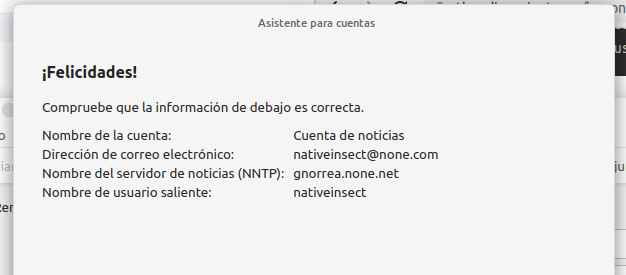 Asistente para cuentas
¡Felicidades!
Compruebe que la información de debajo es correcta.
Nombre de la cuenta: Cuenta de noticias
Dirección de correo electrónico: nativeinsect@none.com
Nombre del servidor de noticias (NNTP): gnorrea.none.net
Nombre de usuario saliente: nativeinsect